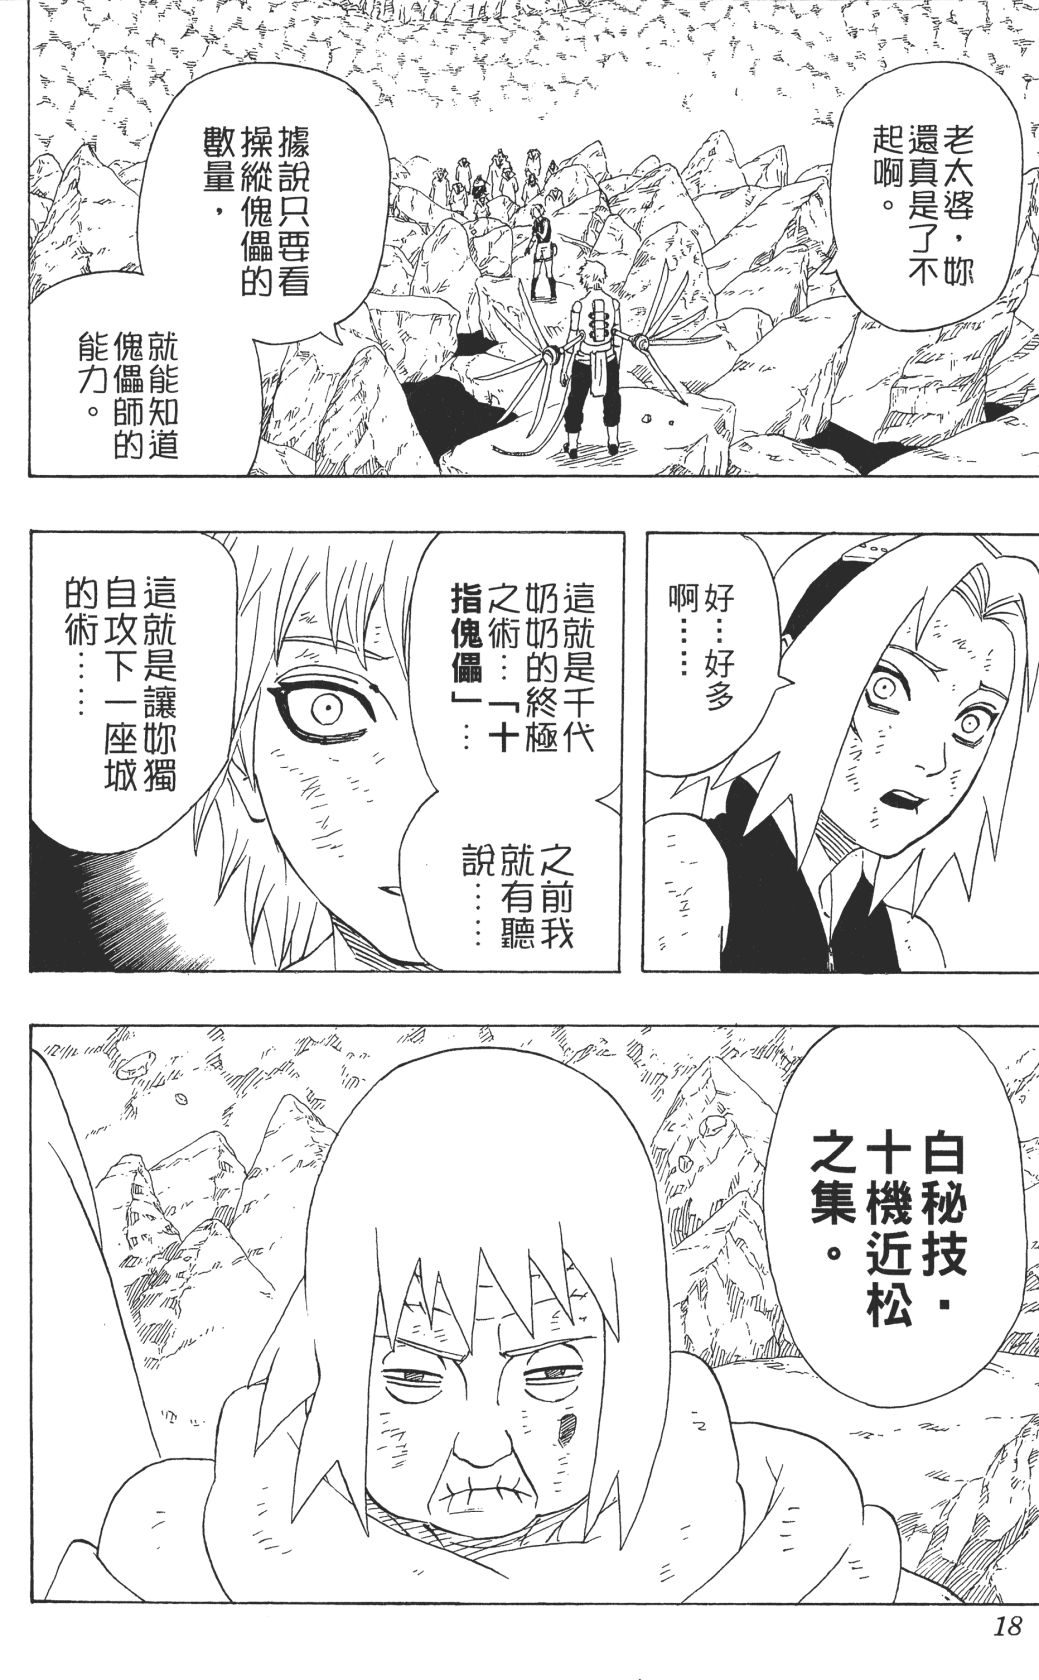 老太婆，妳
還真是了不
起啊。
據說只要看
操縱傀儡的
數量，
就能知道
傀儡師的
能力。
好…好多
啊……
這就是千代
奶奶的終極
之術…「十
指傀儡」…
之前我
就有聽
說……
這就是讓妳獨
自攻下一座城
的術……
白秘技·
十機近松
之集。
18